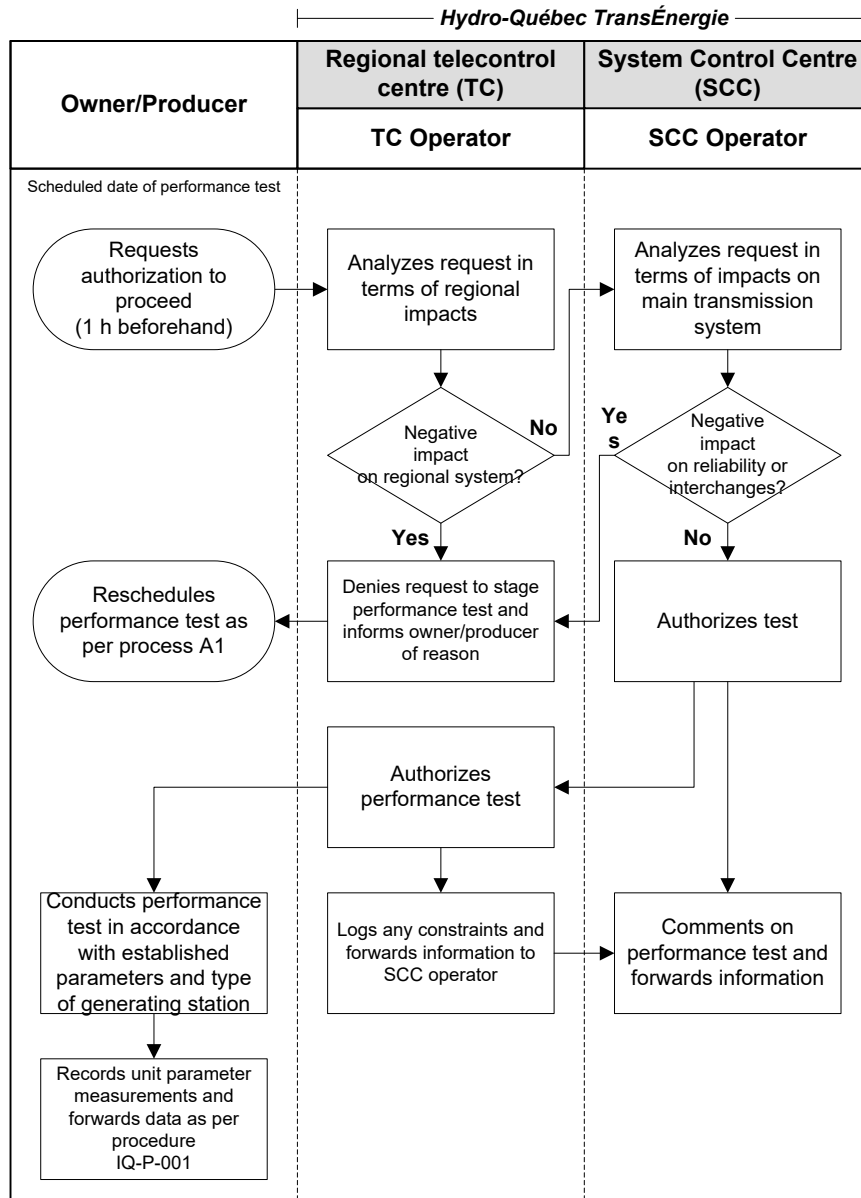 Hydro-Québec TransÉnergie
Owner/Producer
Regional telecontrol
centre (TC)
System Control Centre
(SCC)
TC Operator
SCC Operator
Scheduled date of performance test
Requests
authorization to
proceed
(1 h beforehand)
Analyzes request in
terms of regional
impacts
Analyzes request in
terms of impacts on
main transmission
system
Negative
impact
on regional system?
No
Ye
s
Negative
impact
on reliability or
interchanges?
Yes
No
Reschedules
performance test as
per process A1
Denies request to stage
performance test and
informs owner/producer
of reason
Authorizes test
Authorizes
performance test
Conducts performance
test in accordance
with established
parameters and type
of generating station
Logs any constraints and
forwards information to
SCC operator
Comments on
performance test and
forwards information
Records unit parameter
measurements and
forwards data as per
procedure
IQ-P-001